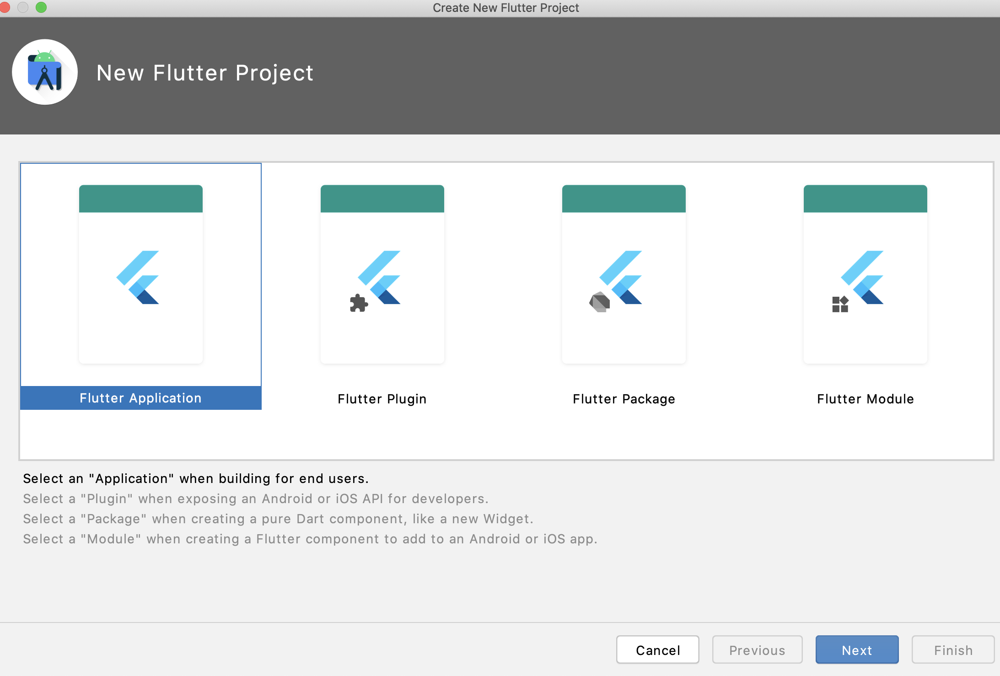 Create New Flutter Project
New Flutter Project
Flutter Application
Flutter Plugin
Flutter Package
Flutter Module
Select an "Application" when building for end users.
Select a "Plugin" when exposing an Android or iOS API for developers.
Select a "Package" when creating a pure Dart component, like a new Widget.
Select a "Module" when creating a Flutter component to add to an Android or iOS app.
Cancel
Previous
Next
Finish